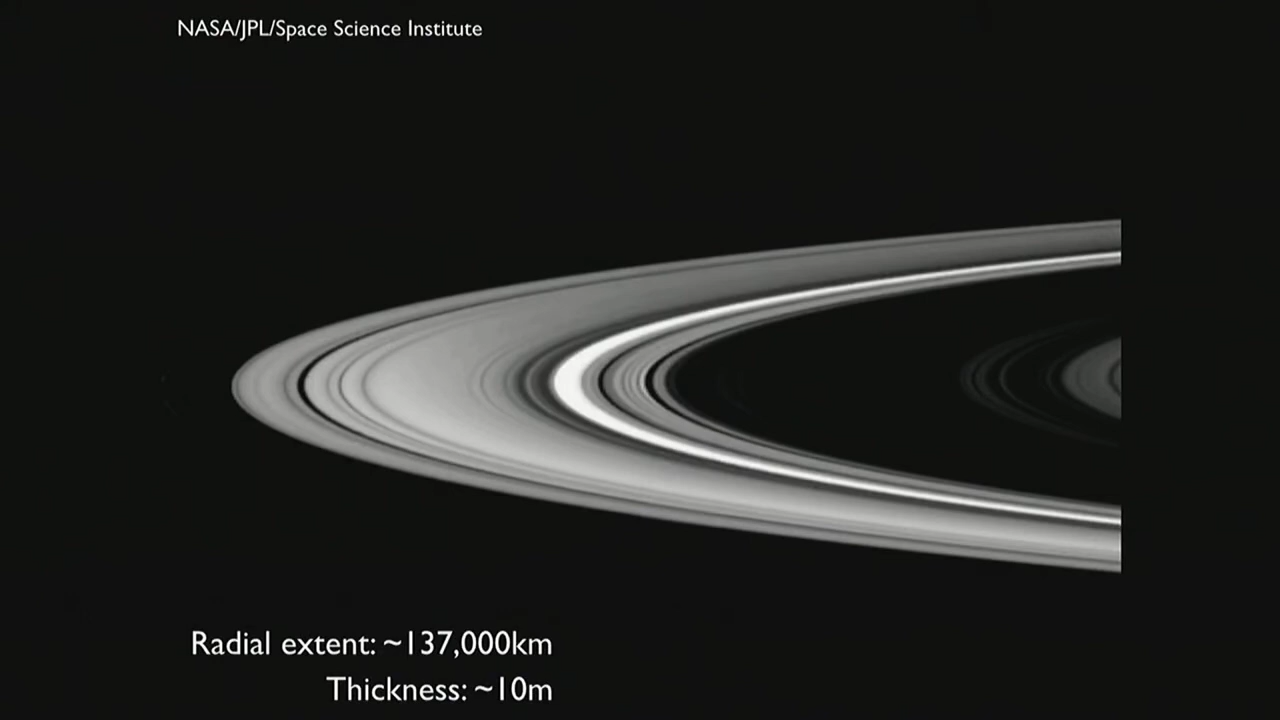 NASA/JPL/Space Science Institute
Radial extent: ~137,000km
Thickness: ~10m